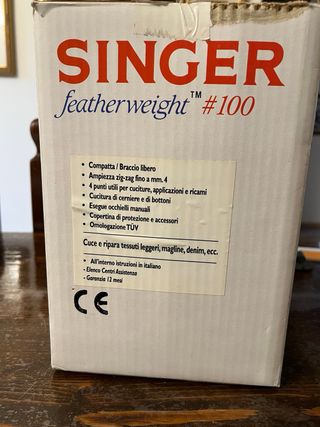 SINGER
featherweight™ #100
• Compatta / Braccio libero
• Ampiezza zig-zag fino a mm. 4
• 4 punti utili per cuciture, applicazioni e ricami
• Cucitura di cerniere e di bottoni
• Esegue occhielli manuali
• Copertina di protezione e accessori
• Omologazione TÜV
Cuce e ripara tessuti leggeri, magline, denim, ecc.
• All'interno istruzioni in italiano
- Elenco Centri Assistenza
- Garanzia 12 mesi
CE